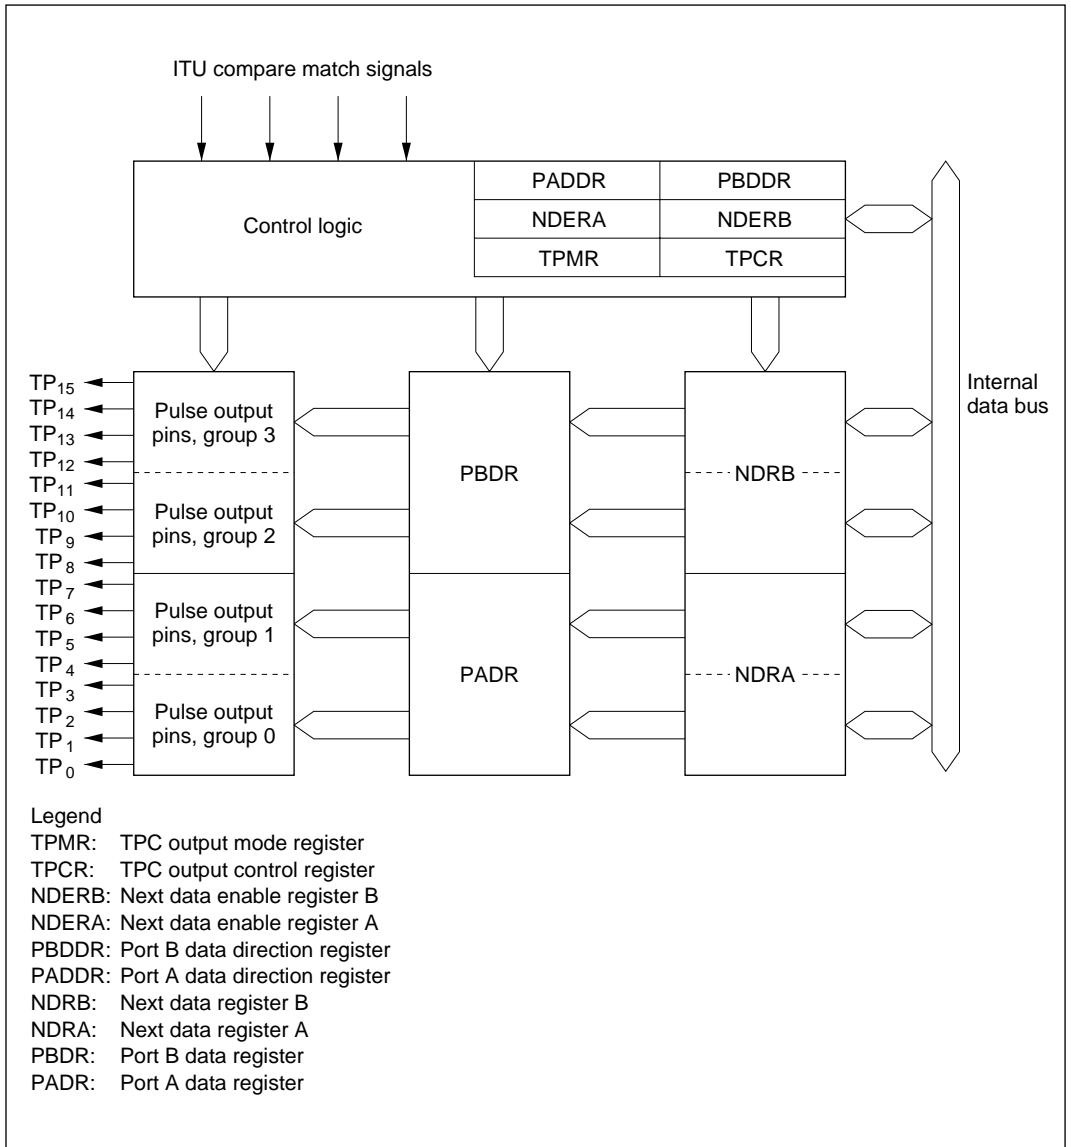 ITU compare match signals
Control logic
PADDR PBDDR
NDERA NDERB
TPMR TPCR
Internal
data bus
TP15
TP14
TP13
TP12
TP11
TP10
TP9
TP8
TP7
TP6
TP5
TP4
TP3
TP2
TP1
TP0
Pulse output
pins, group 3
Pulse output
pins, group 2
Pulse output
pins, group 1
Pulse output
pins, group 0
PBDR
PADR
NDRB
NDRA
Legend
TPMR: TPC output mode register
TPCR: TPC output control register
NDERB: Next data enable register B
NDERA: Next data enable register A
PBDDR: Port B data direction register
PADDR: Port A data direction register
NDRB: Next data register B
NDRA: Next data register A
PBDR: Port B data register
PADR: Port A data register